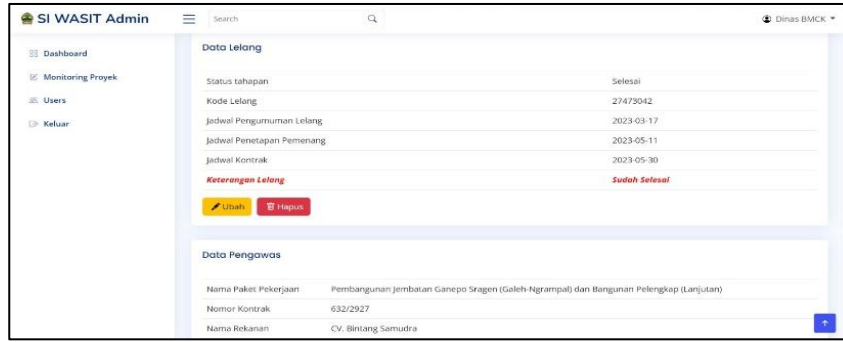 SI WASIT Admin
Search
Dinas BMCK
Dashboard
Monitoring Proyek
Users
Keluar
Data Lelang
Status tahapan Selesai
Kode Lelang 27473042
Jadwal Pengumuman Lelang 2023-03-17
Jadwal Penetapan Pemenang 2023-05-11
Jadwal Kontrak 2023-05-30
Keterangan Lelang Sudah Selesai
Ubah Hapus
Data Pengawas
Nama Paket Pekerjaan Pembangunan Jembatan Ganepo Sragen (Galeh-Ngrampal) dan Bangunan Pelengkap (Lanjutan)
Nomor Kontrak 632/2927
Nama Rekanan CV. Bintang Samudra